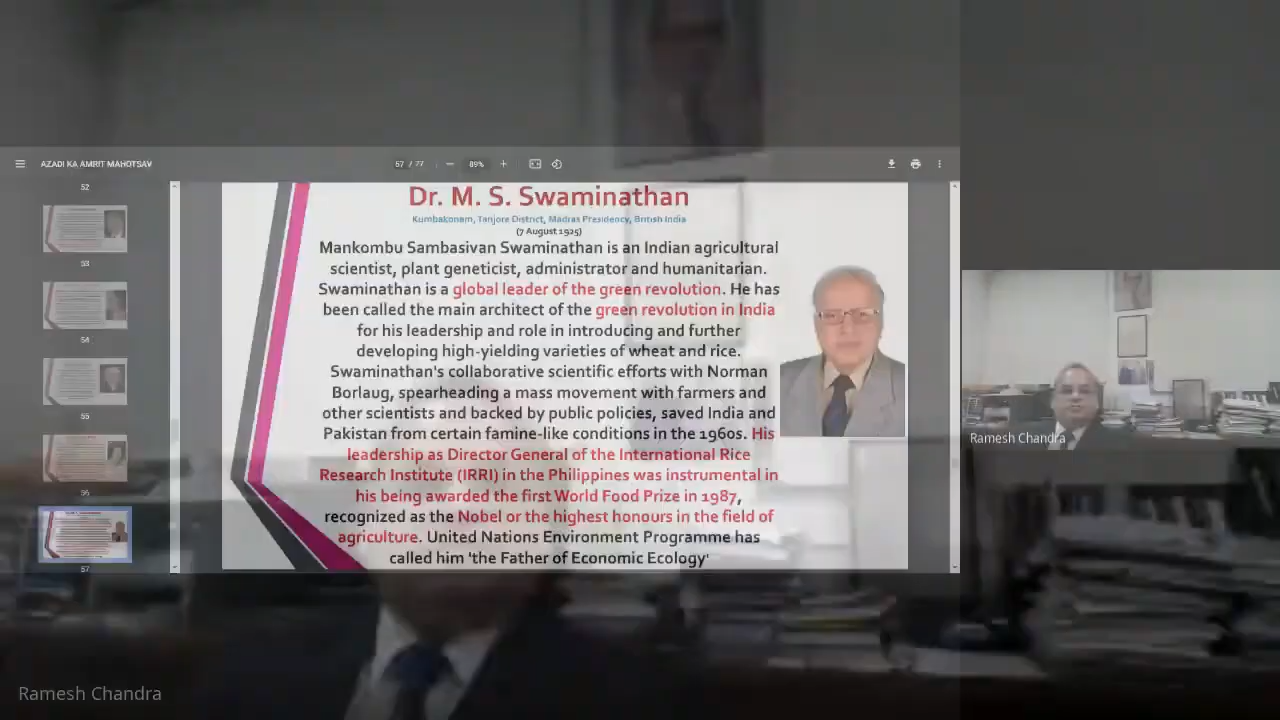 AZADI KA AMRIT MAHOTSAV
57 / 77
89%
52
53
54
55
56
57
Dr. M. S. Swaminathan
Kumbakonam, Tanjore District, Madras Presidency, British India
(7 August 1925)
Mankombu Sambasivan Swaminathan is an Indian agricultural
scientist, plant geneticist, administrator and humanitarian.
Swaminathan is a global leader of the green revolution. He has
been called the main architect of the green revolution in India
for his leadership and role in introducing and further
developing high-yielding varieties of wheat and rice.
Swaminathan's collaborative scientific efforts with Norman
Borlaug, spearheading a mass movement with farmers and
other scientists and backed by public policies, saved India and
Pakistan from certain famine-like conditions in the 1960s. His
leadership as Director General of the International Rice
Research Institute (IRRI) in the Philippines was instrumental in
his being awarded the first World Food Prize in 1987,
recognized as the Nobel or the highest honours in the field of
agriculture. United Nations Environment Programme has
called him 'the Father of Economic Ecology'
Ramesh Chandra
Ramesh Chandra